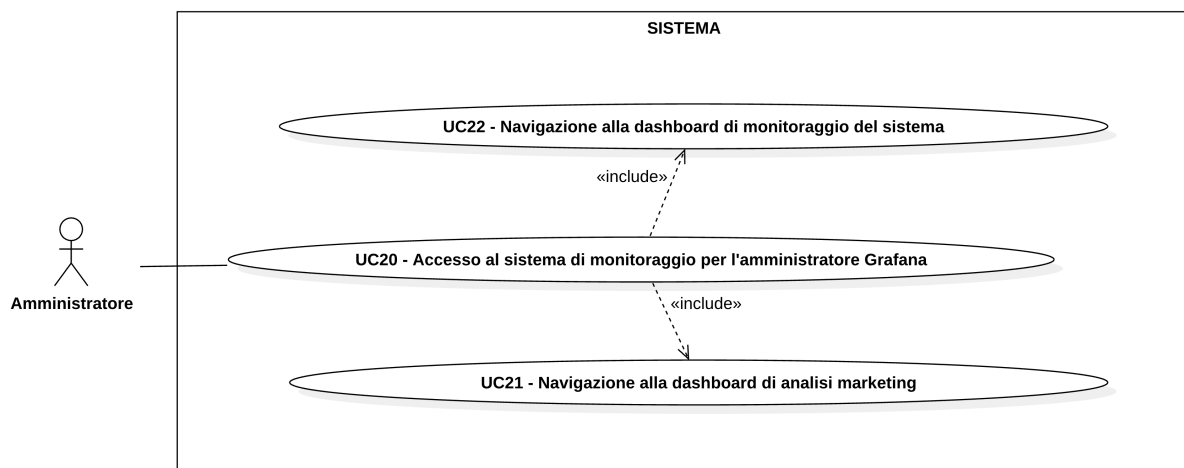 SISTEMA
UC22 - Navigazione alla dashboard di monitoraggio del sistema
«include»
UC20 - Accesso al sistema di monitoraggio per l'amministratore Grafana
Amministratore
«include»
UC21 - Navigazione alla dashboard di analisi marketing